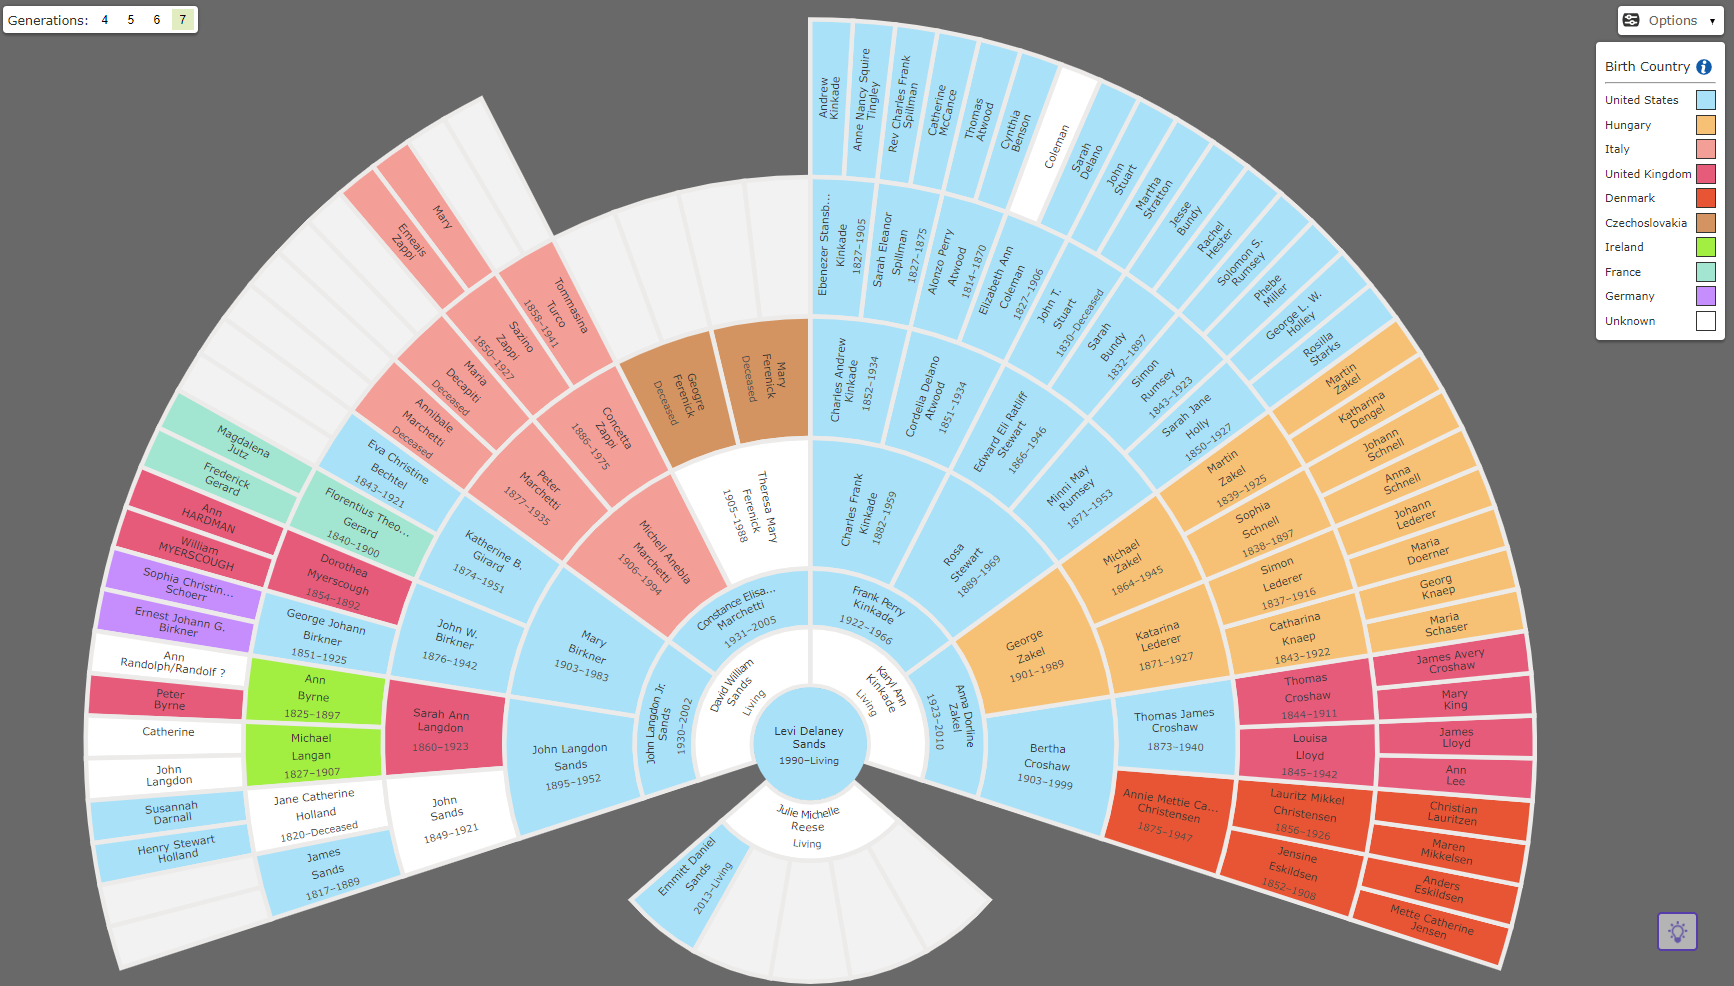 Generations: 4 5 6 7
Options
Birth Country
United States
Hungary
Italy
United Kingdom
Denmark
Czechoslovakia
Ireland
France
Germany
Unknown
Levi Delaney
Sands
1990–Living
David William
Sands
Living
Karyl Ann
Kinkade
Living
Julie Michelle
Reese
Living
Emmitt Daniel
Sands
2013–Living
John Langdon Jr.
Sands
1930–2002
Constance Elisa...
Marchetti
1931–2005
Frank Perry
Kinkade
1922–1966
Anna Dorline
Zakel
1923–2010
John Langdon
Sands
1895–1952
Mary
Birkner
1903–1983
Michell Anebla
Marchetti
1906–1994
Theresa Mary
Ferenick
1905–1988
Charles Frank
Kinkade
1882–1959
Rosa
Stewart
1889–1969
George
Zakel
1901–1989
Bertha
Croshaw
1903–1999
John
Sands
1849–1921
Sarah Ann
Langdon
1860–1923
John W.
Birkner
1876–1942
Katherine B.
Girard
1874–1951
Peter
Marchetti
1877–1935
Concetta
Zappi
1886–1975
Geogre
Ferenick
Deceased
Mary
Ferenick
Deceased
Charles Andrew
Kinkade
1852–1934
Cordelia Delano
Atwood
1851–1934
Edward Eli Ratliff
Stewart
1866–1946
Minni May
Rumsey
1871–1953
Michael
Zakel
1864–1945
Katarina
Lederer
1871–1927
Thomas James
Croshaw
1873–1940
Annie Mettie Ca...
Christensen
1875–1947
James
Sands
1817–1889
Jane Catherine
Holland
1820–Deceased
Michael
Langan
1827–1907
Ann
Byrne
1825–1897
George Johann
Birkner
1851–1925
Dorothea
Myerscough
1854–1892
Florentius Theo...
Gerard
1840–1900
Eva Christine
Bechtel
1843–1921
Annibale
Marchetti
Deceased
Maria
Decapiti
Deceased
Sazino
Zappi
1850–1927
Tommasina
Turco
1858–1941
Ebenezer Stansb...
Kinkade
1827–1905
Sarah Eleanor
Spillman
1827–1875
Alonzo Perry
Atwood
1814–1870
Elizabeth Ann
Coleman
1827–1906
John T.
Stuart
1830–Deceased
Sarah
Bundy
1832–1897
Simon
Rumsey
1843–1923
Sarah Jane
Holly
1850–1927
Martin
Zakel
1839–1925
Sophia
Schnell
1838–1897
Simon
Lederer
1837–1916
Catharina
Knaep
1843–1922
Thomas
Croshaw
1844–1911
Louisa
Lloyd
1845–1942
Lauritz Mikkel
Christensen
1856–1926
Jensine
Eskildsen
1852–1908
Henry Stewart
Holland
Susannah
Darnall
John
Langdon
Catherine
Peter
Byrne
Ann
Randolph/Randolf ?
Ernest Johann G.
Birkner
Sophia Christin...
Schoerr
William
MYERSCOUGH
Ann
HARDMAN
Frederick
Gerard
Magdalena
Jutz
Emeais
Zappi
Mary
Andrew
Kinkade
Anne Nancy Squire
Tingley
Rev Charles Frank
Spillman
Catherine
McCance
Thomas
Atwood
Cynthia
Benson
Coleman
Sarah
Delano
John
Stuart
Martha
Stratton
Jesse
Bundy
Rachel
Hester
Solomon S.
Rumsey
Phebe
Miller
George L. W.
Holley
Rosilla
Starks
Martin
Zakel
Katharina
Dengel
Johann
Schnell
Anna
Schnell
Johann
Lederer
Maria
Doerner
Georg
Knaep
Maria
Schaser
James Avery
Croshaw
Mary
King
James
Lloyd
Ann
Lee
Christian
Lauritzen
Maren
Mikkelsen
Anders
Eskildsen
Mette Catherine
Jensen